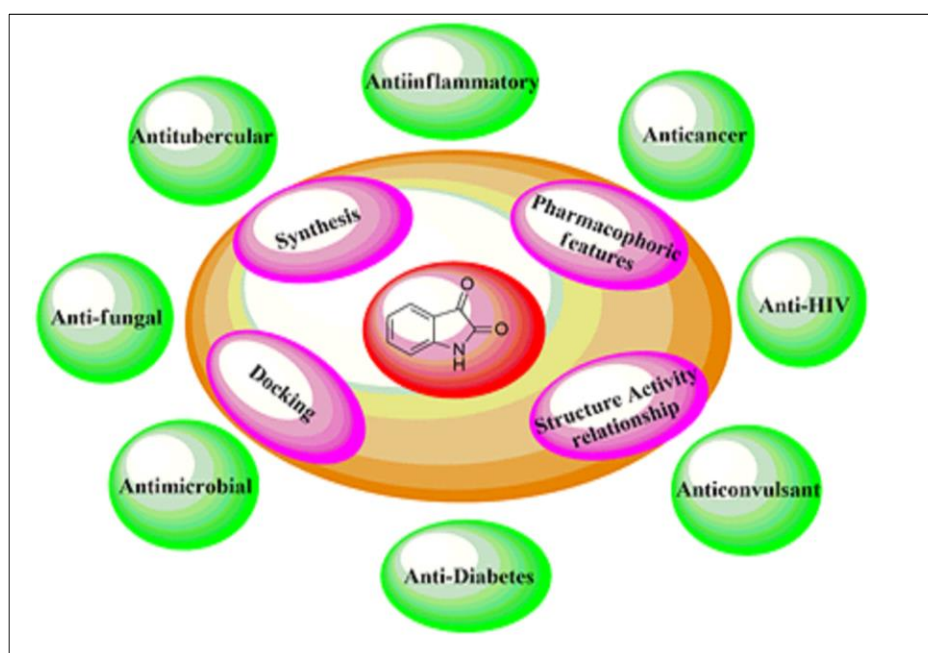 Antiinflammatory
Antitubercular
Anticancer
Synthesis
Pharmacophoric
features
Anti-fungal
Anti-HIV
O
O
N
H
Docking
Structure Activity
relationship
Antimicrobial
Anticonvulsant
Anti-Diabetes